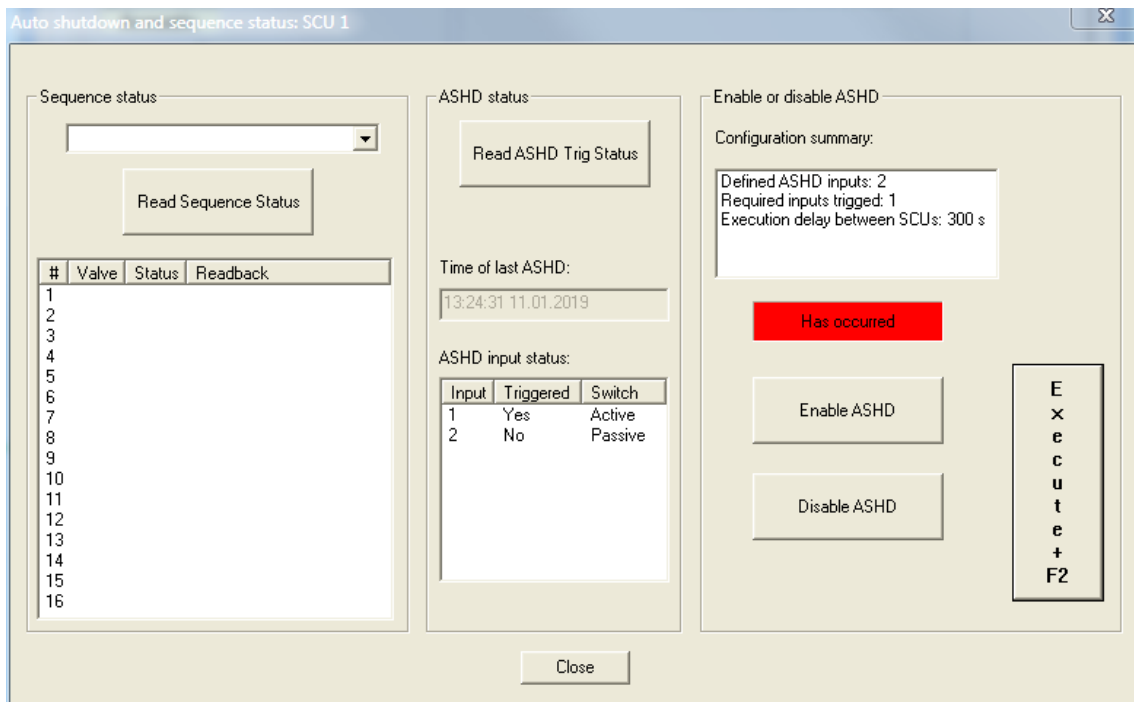 Auto shutdown and sequence status: SCU 1
Sequence status
Read Sequence Status
# Valve Status Readback
1
2
3
4
5
6
7
8
9
10
11
12
13
14
15
16
ASHD status
Read ASHD Trig Status
Time of last ASHD:
13:24:31 11.01.2019
ASHD input status:
Input Triggered Switch
1 Yes Active
2 No Passive
Enable or disable ASHD
Configuration summary:
Defined ASHD inputs: 2
Required inputs trigged: 1
Execution delay between SCUs: 300 s
Has occurred
Enable ASHD
Disable ASHD
E
x
e
c
u
t
e
+
F2
Close